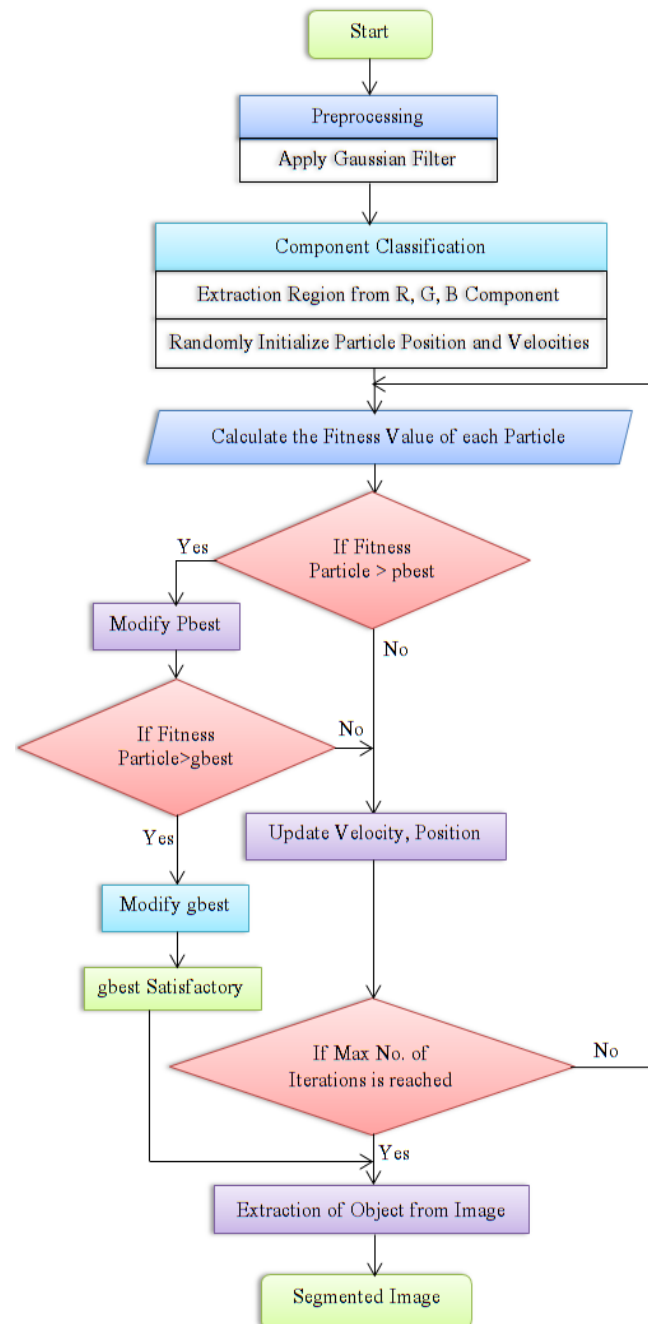 Start
Preprocessing
Apply Gaussian Filter
Component Classification
Extraction Region from R, G, B Component
Randomly Initialize Particle Position and Velocities
Calculate the Fitness Value of each Particle
If Fitness
Particle > pbest
Yes
No
Modify Pbest
If Fitness
Particle>gbest
No
Yes
Update Velocity, Position
Modify gbest
gbest Satisfactory
If Max No. of
Iterations is reached
No
Yes
Extraction of Object from Image
Segmented Image